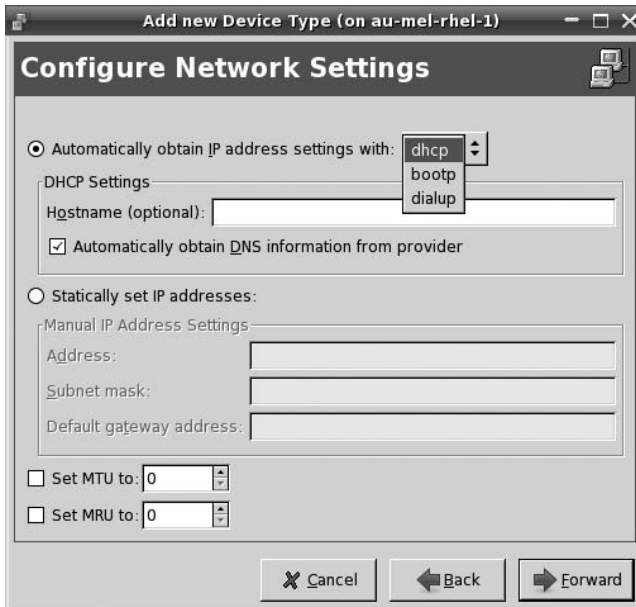 Add new Device Type (on au-mel-rhel-1)
Configure Network Settings
Automatically obtain IP address settings with: dhcp
bootp
dialup
DHCP Settings
Hostname (optional):
Automatically obtain DNS information from provider
Statically set IP addresses:
Manual IP Address Settings
Address:
Subnet mask:
Default gateway address:
Set MTU to: 0
Set MRU to: 0
Cancel Back Forward